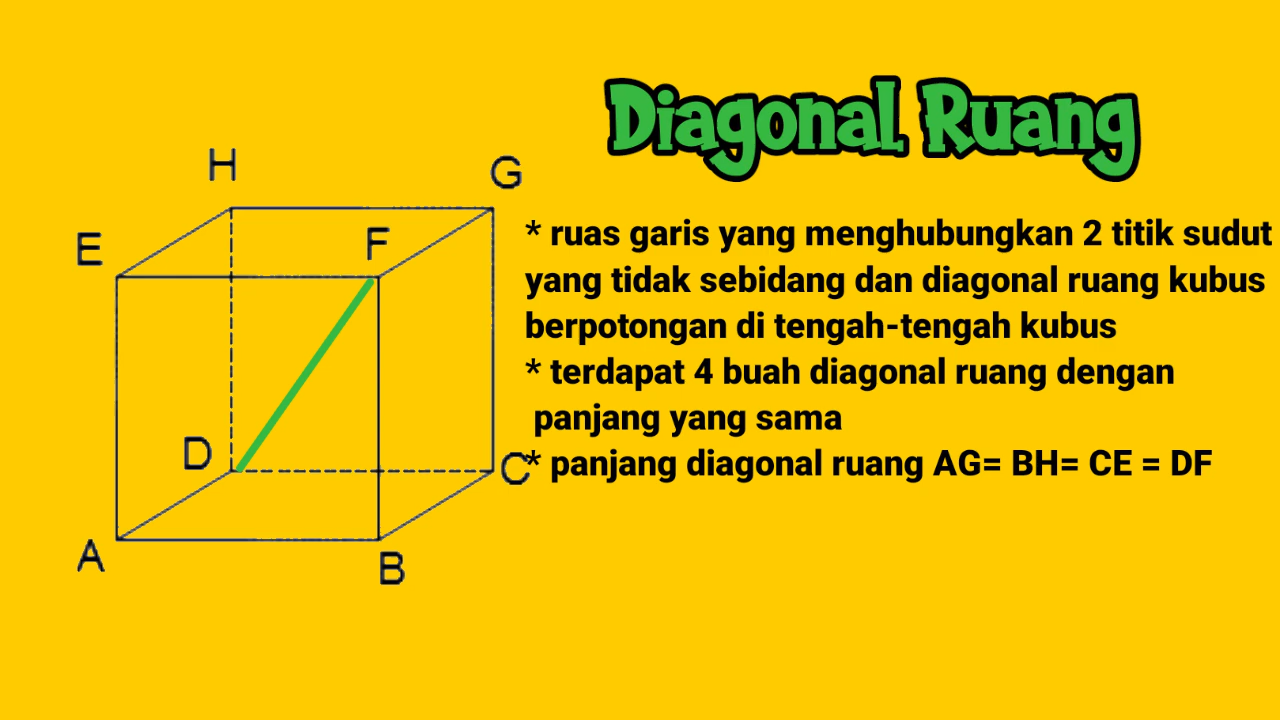 Diagonal Ruang
H
G
E
F
* ruas garis yang menghubungkan 2 titik sudut
yang tidak sebidang dan diagonal ruang kubus
berpotongan di tengah-tengah kubus
* terdapat 4 buah diagonal ruang dengan
panjang yang sama
D
C
* panjang diagonal ruang AG= BH= CE = DF
A
B